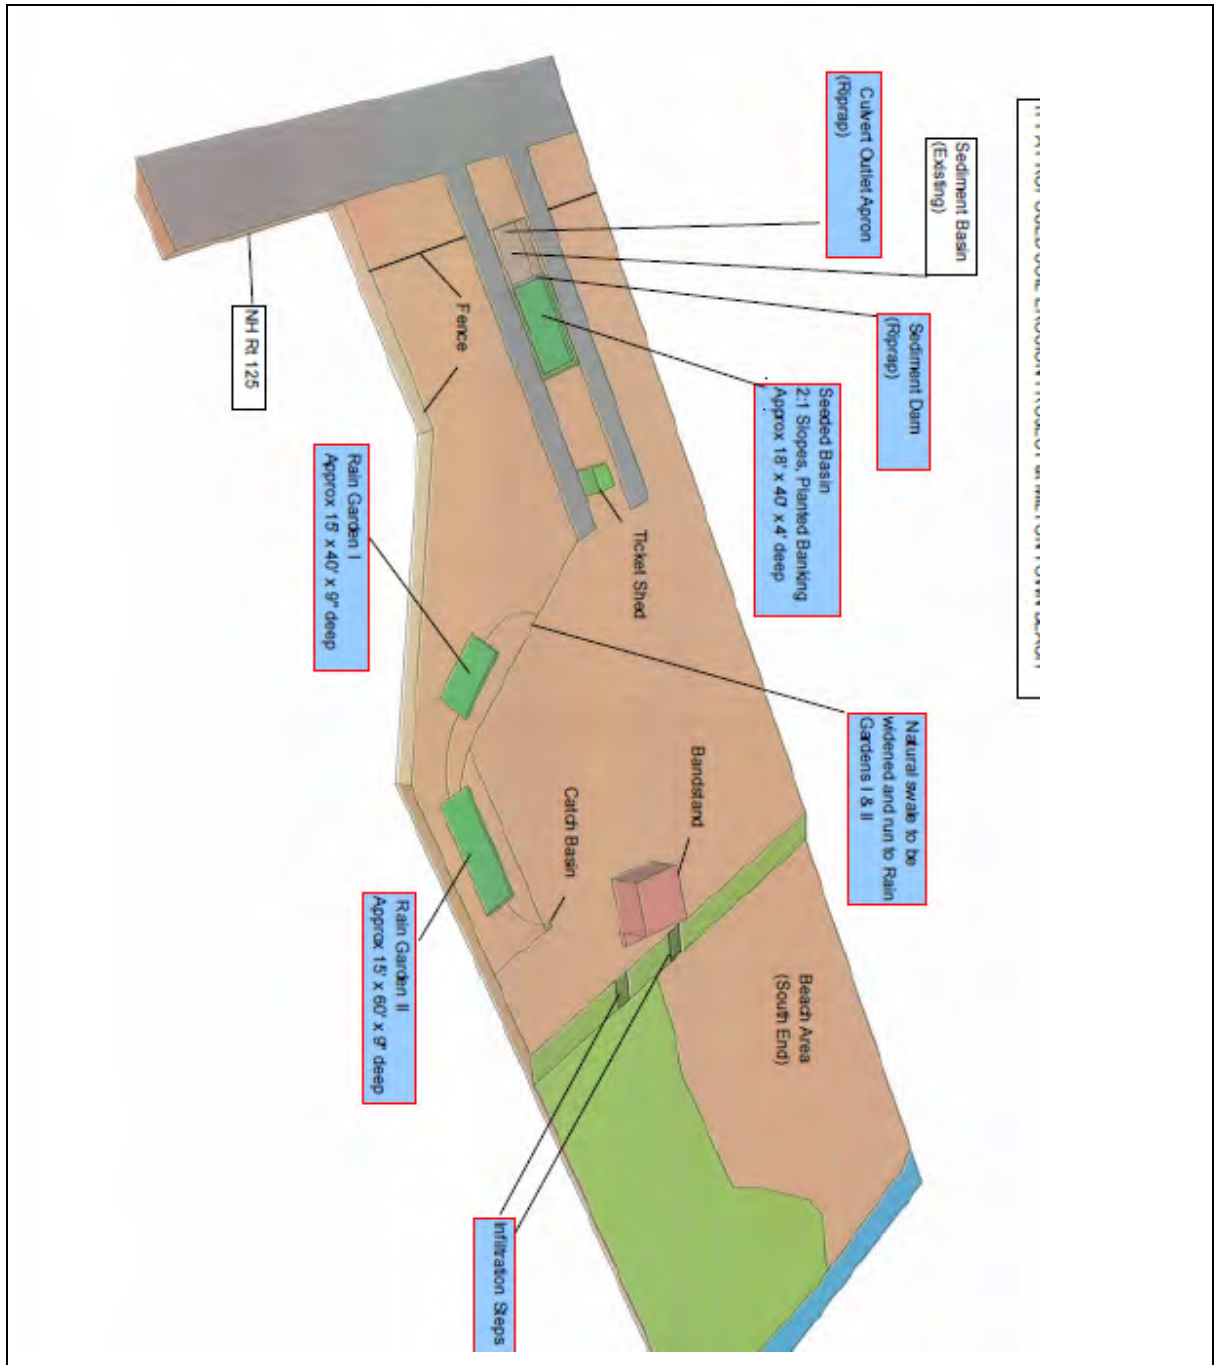 Sediment Basin
(Existing)
Culvert Outlet Apron
(Riprap)
Sediment Dam
(Riprap)
Seeded Basin
2:1 Slopes, Planted Banking
Approx 18' x 40' x 4' deep
Natural swale to be
widened and run to Rain
Gardens I & II
Beach Area
(South End)
Bandstand
Ticket Shed
Catch Basin
Fence
NH Rt 125
Rain Garden I
Approx 15' x 40' x 9" deep
Rain Garden II
Approx 15' x 60' x 9" deep
Infiltration Steps